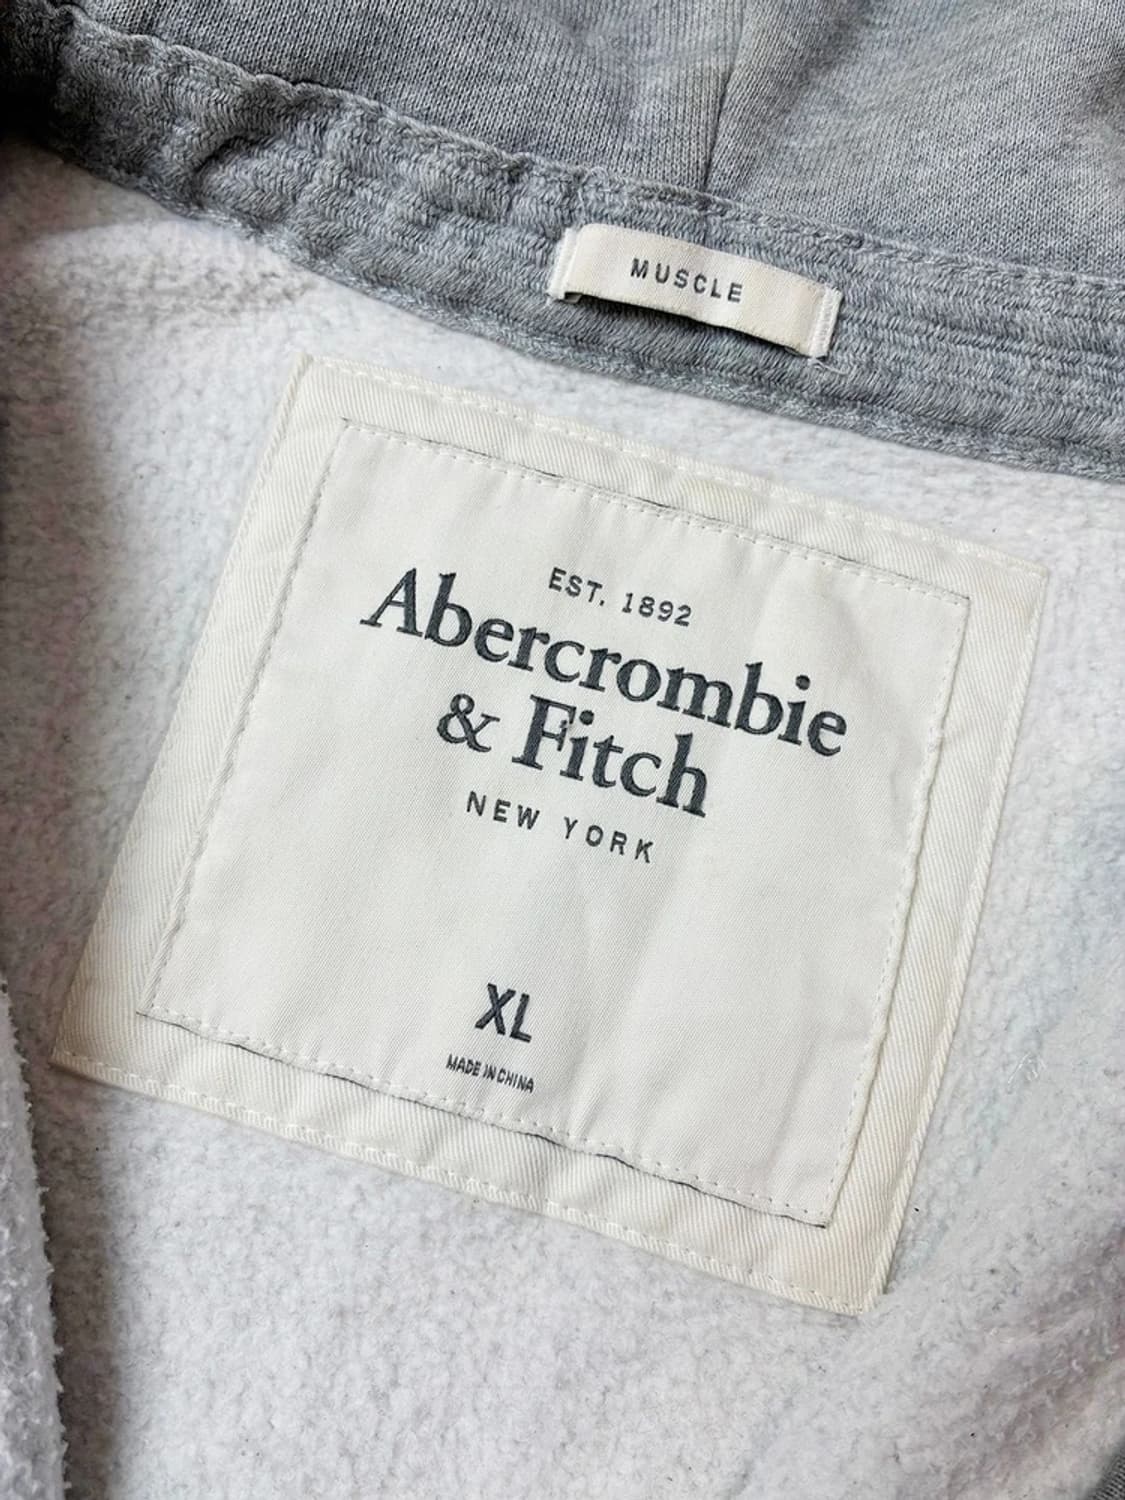 MUSCLE
EST. 1892
Abercrombie
& Fitch
NEW YORK
XL
MADE IN CHINA